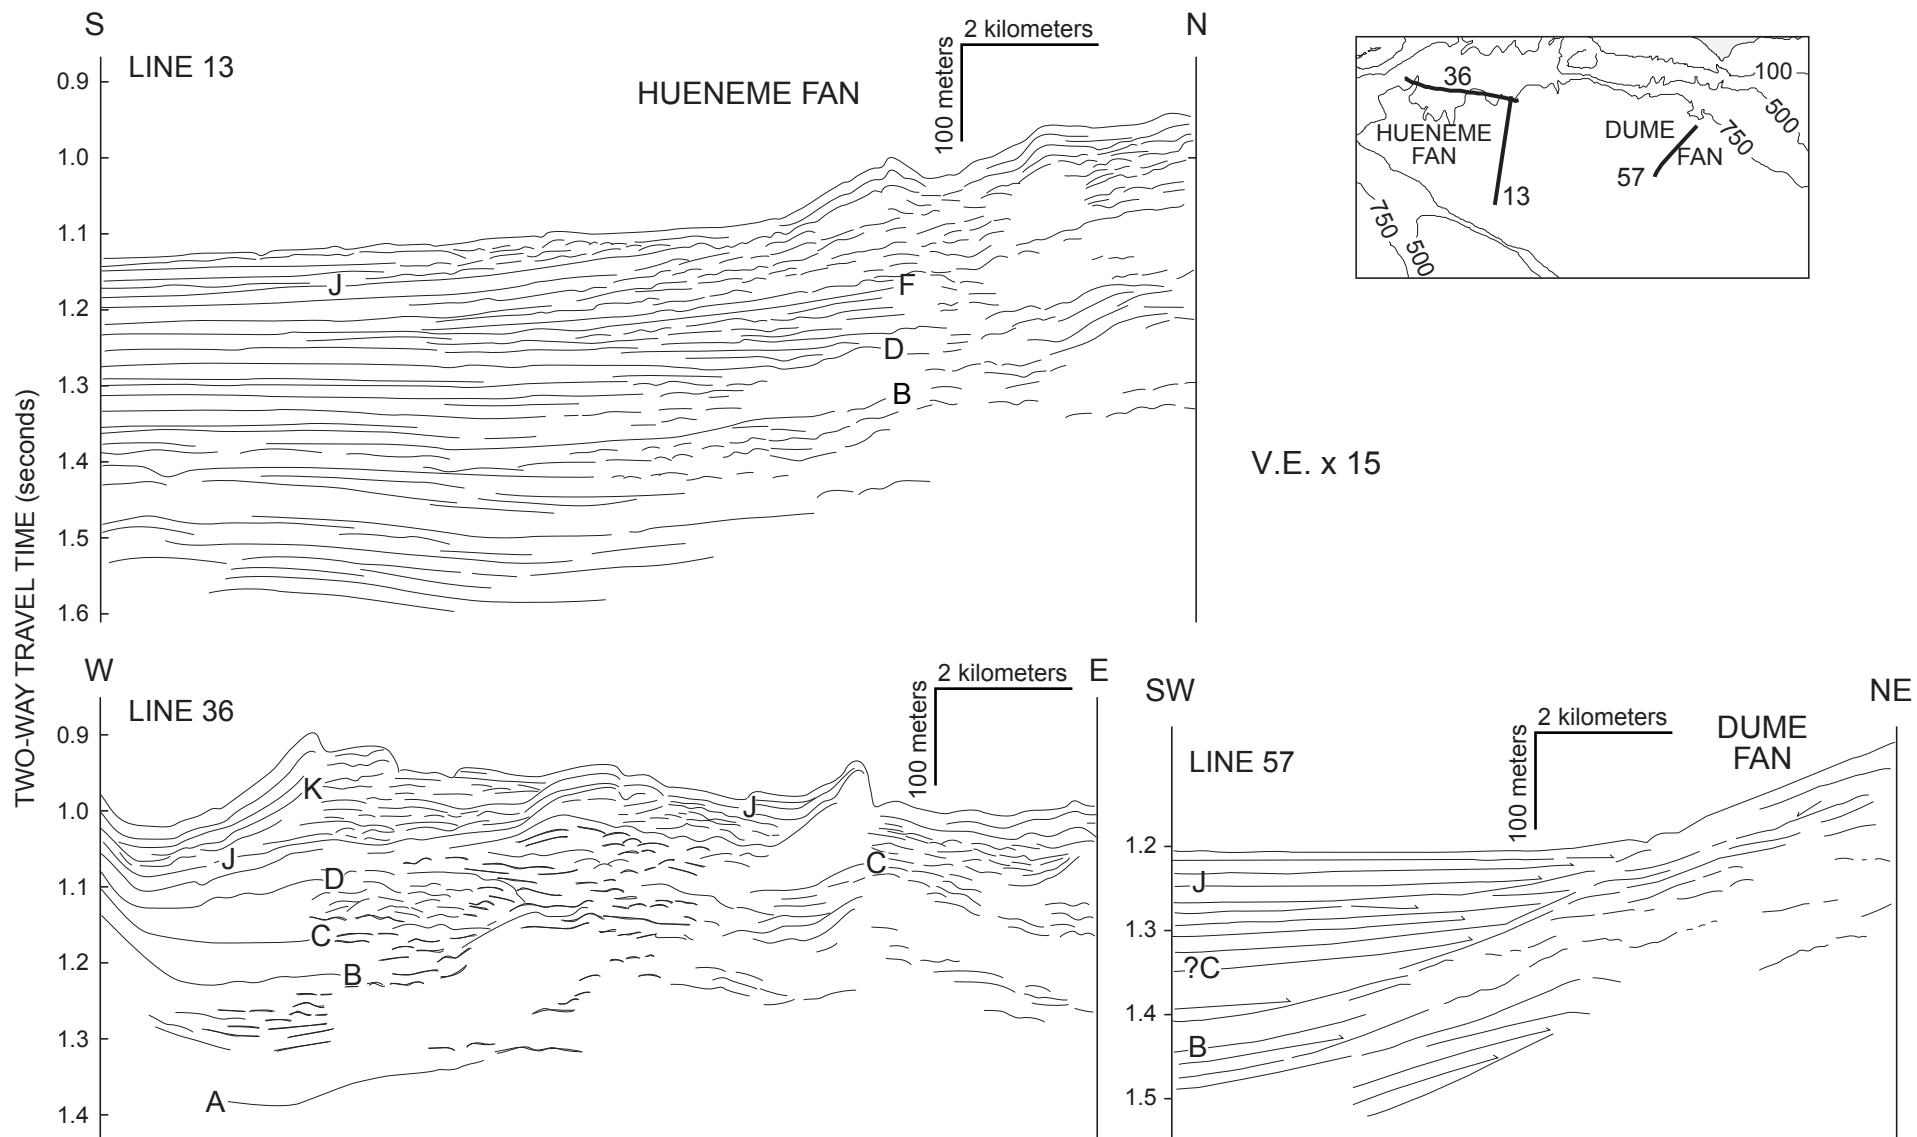 S
N
LINE 13
HUENEME FAN
2 kilometers
100 meters
0.9
1.0
1.1
1.2
1.3
1.4
1.5
1.6
J
F
D
B
TWO-WAY TRAVEL TIME (seconds)
36
100
500
HUENEME
FAN
DUME
FAN
750
57
13
750
500
V.E. x 15
W
E
LINE 36
2 kilometers
100 meters
0.9
1.0
1.1
1.2
1.3
1.4
K
J
J
D
C
C
B
A
SW
NE
LINE 57
2 kilometers
100 meters
DUME
FAN
1.2
1.3
1.4
1.5
J
?C
B